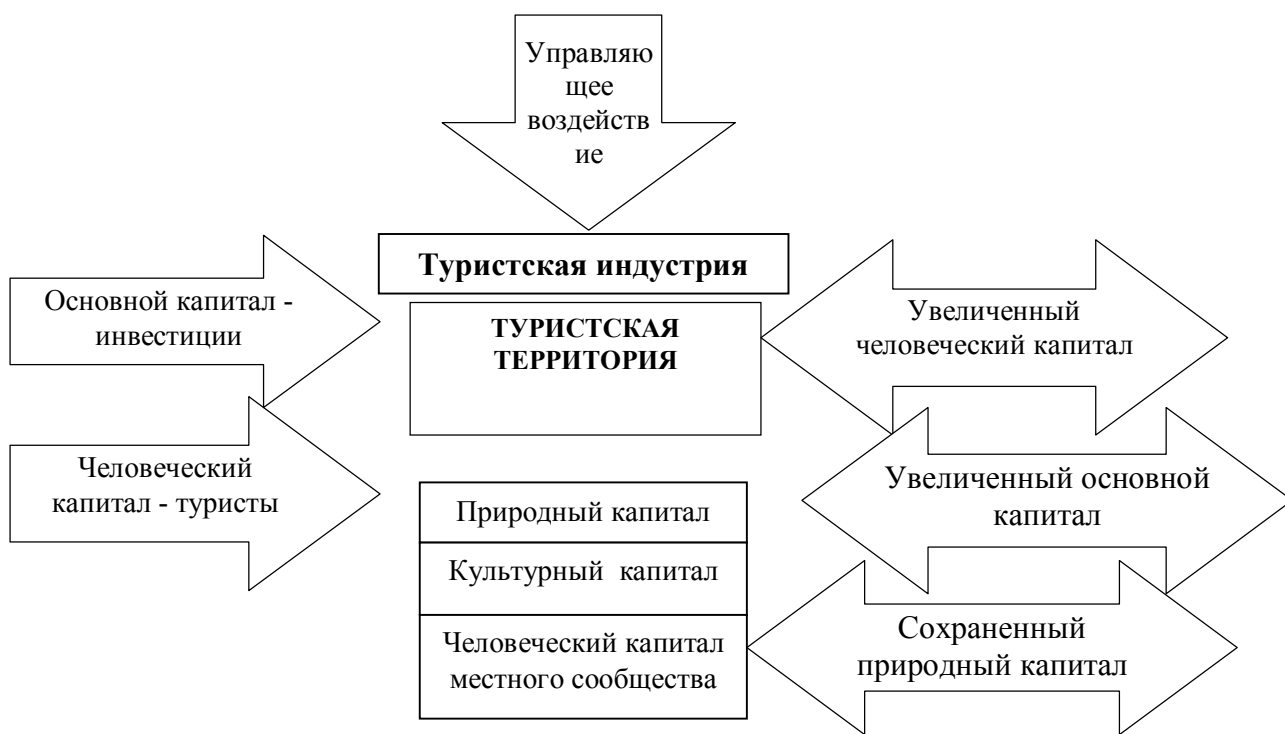 Управляю
щее
воздейств
ие
Туристская индустрия
Основной капитал -
инвестиции
ТУРИСТСКАЯ
ТЕРРИТОРИЯ
Увеличенный
человеческий капитал
Человеческий
капитал - туристы
Увеличенный основной
капитал
Природный капитал
Культурный капитал
Человеческий капитал
местного сообщества
Сохраненный
природный капитал